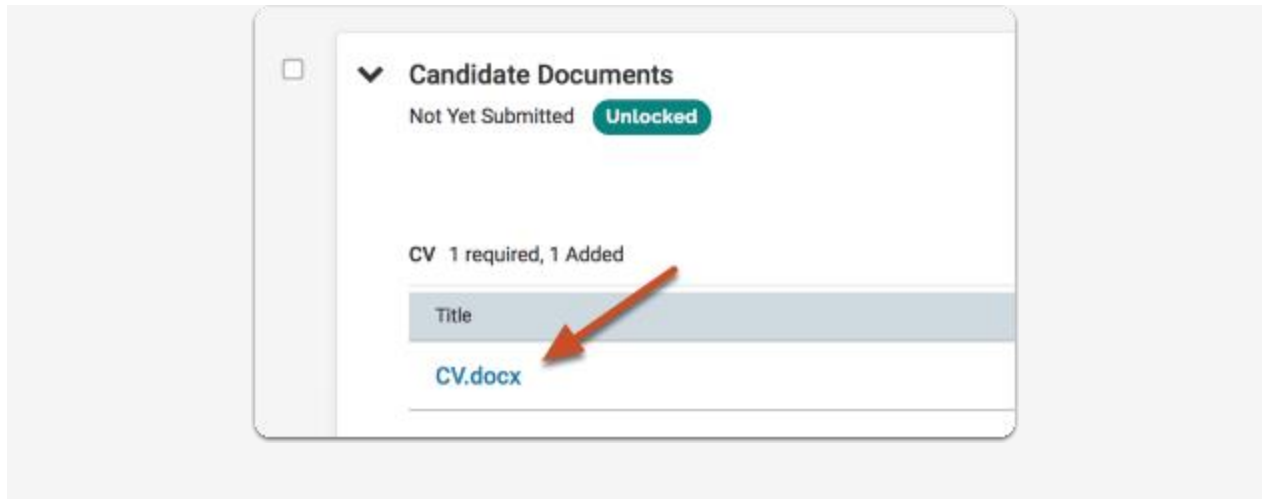 Candidate Documents
Not Yet Submitted Unlocked
CV 1 required, 1 Added
Title
CV.docx